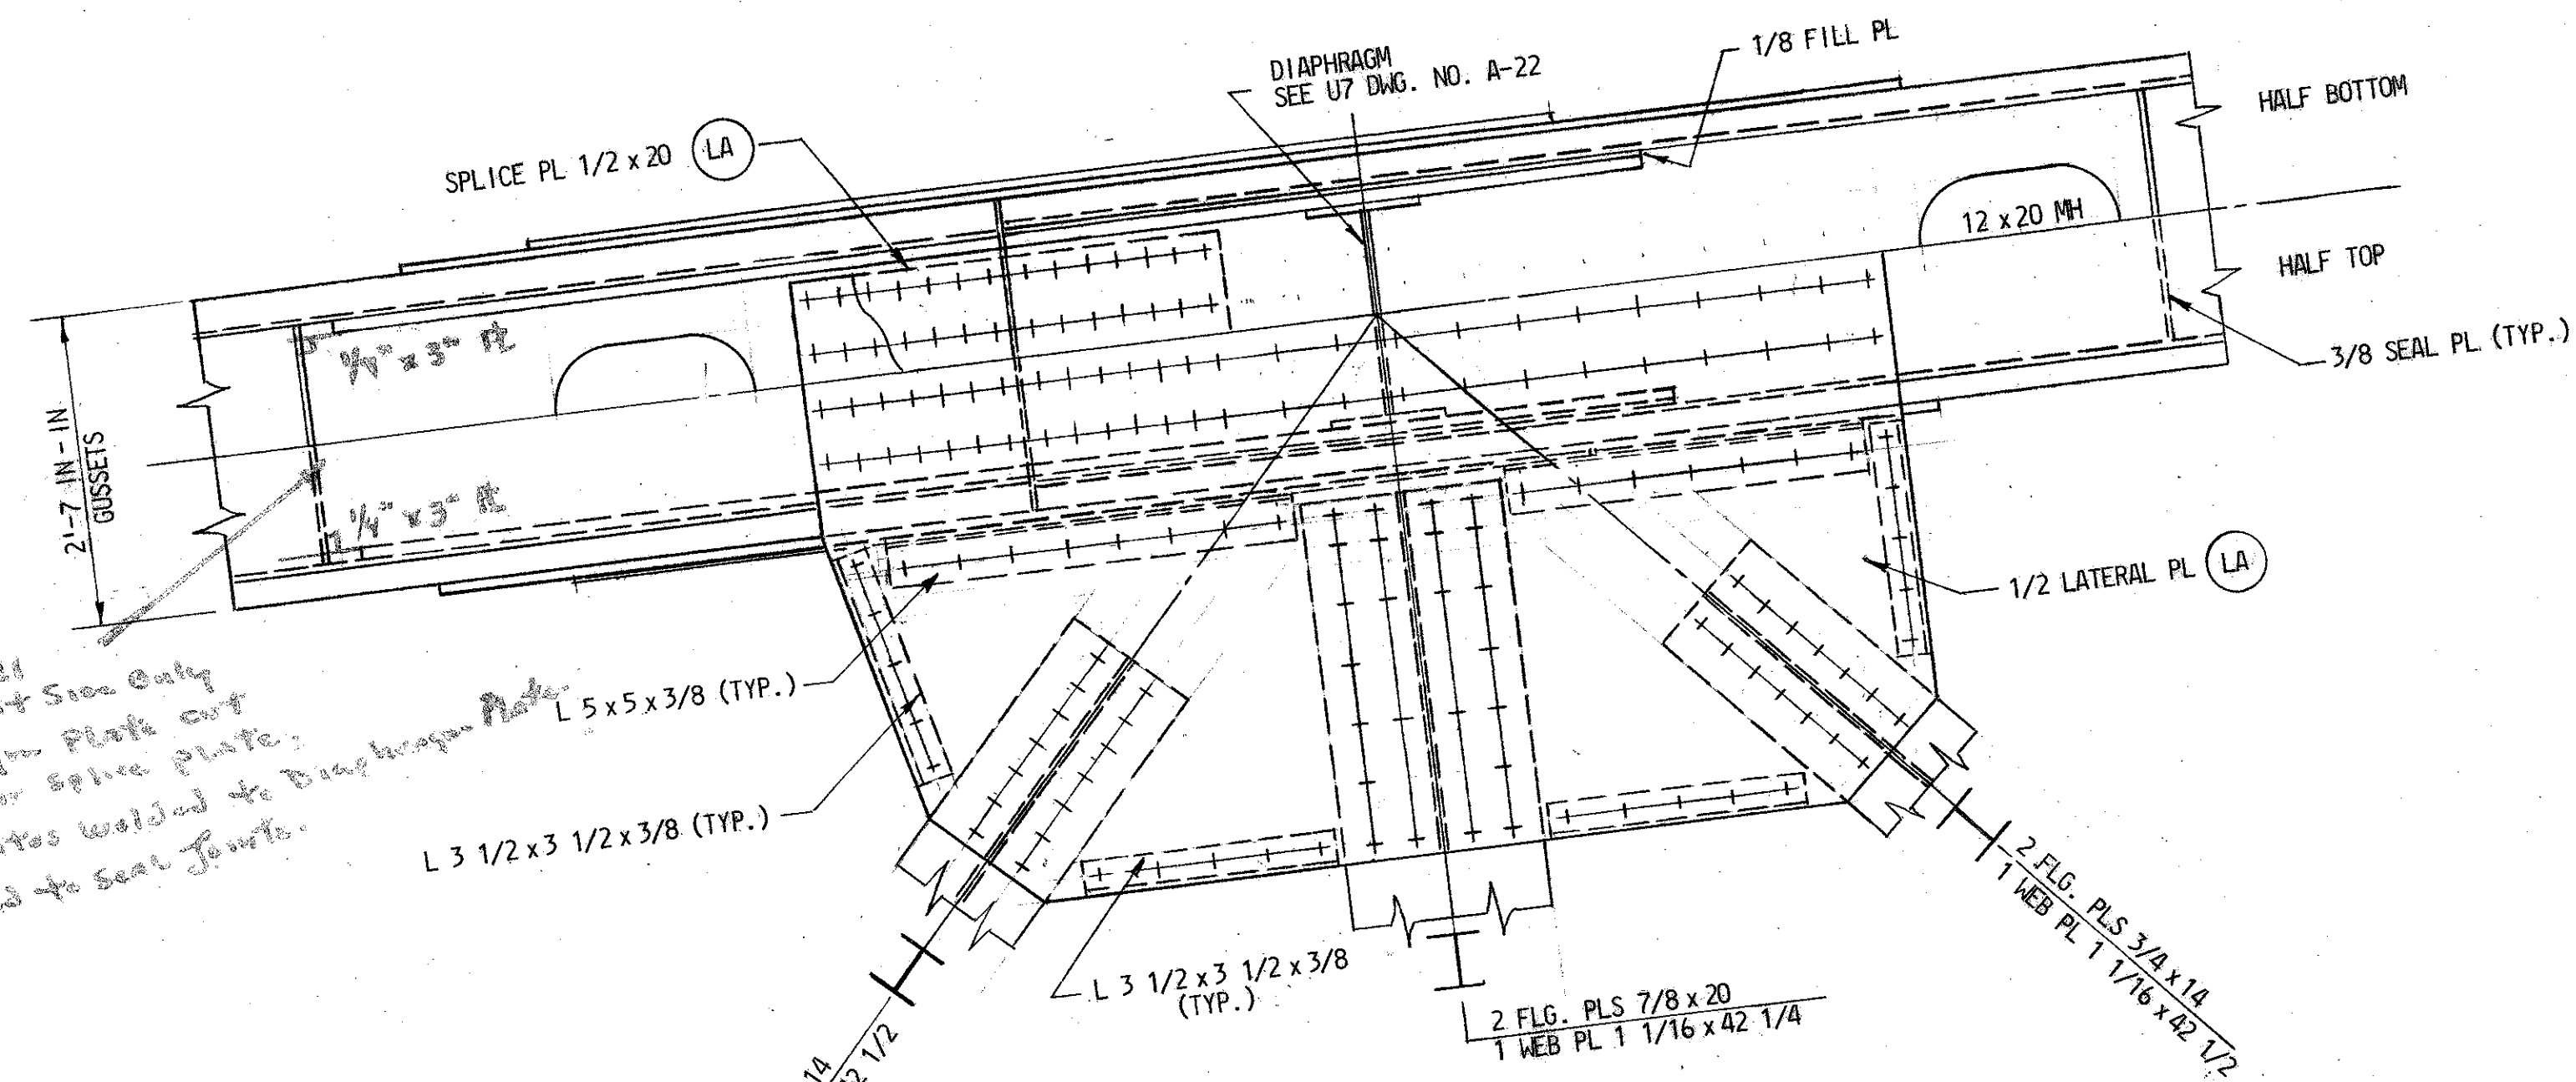 DIAPHRAGM
SEE U7 DWG. NO. A-22
1/8 FILL PL
HALF BOTTOM
SPLICE PL 1/2 x 20 LA
12 x 20 MH
HALF TOP
3/8 SEAL PL (TYP.)
2'-7 IN-IN
GUSSETS
x 3" PL
1/4" x 3" PL
1/2 LATERAL PL LA
L 5 x 5 x 3/8 (TYP.)
L 3 1/2 x 3 1/2 x 3/8 (TYP.)
Side Only
Plate cut
splice plate.
welded to Diaphragm Plate
to Seal Joints.
L 3 1/2 x 3 1/2 x 3/8
(TYP.)
2 FLG. PLS 7/8 x 20
1 WEB PL 1 1/16 x 42 1/4
2 FLG. PLS 3/4 x 14
1 WEB PL 1 1/16 x 42 1/2
14
1/2